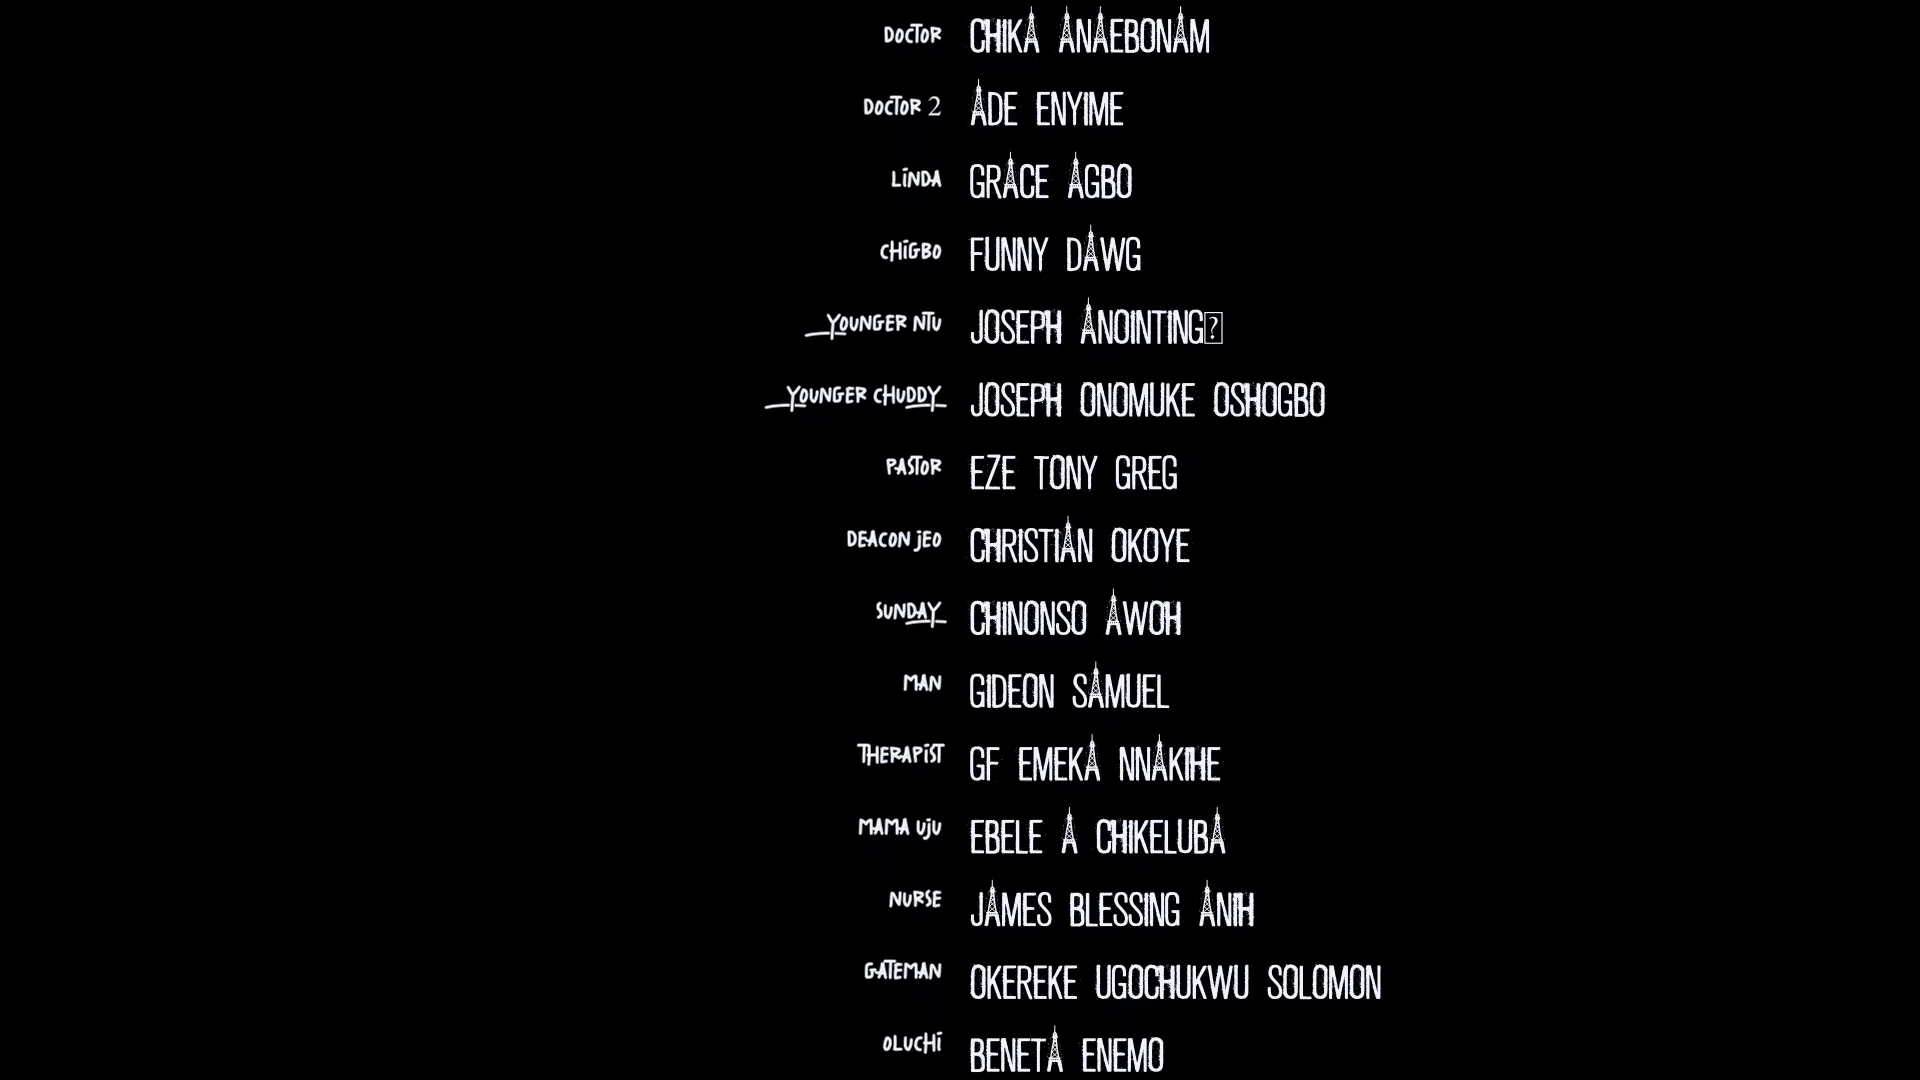 DOCTOR CHIKA ANAEBONAM
DOCTOR 2 ADE ENYIME
LINDA GRACE AGBO
CHIGBO FUNNY DAWG
YOUNGER NTU JOSEPH ANOINTING
YOUNGER CHUDDY JOSEPH ONOMUKE OSHOGBO
PASTOR EZE TONY GREG
DEACON JEO CHRISTIAN OKOYE
SUNDAY CHINONSO AWOH
MAN GIDEON SAMUEL
THERAPIST GF EMEKA NNAKIHE
MAMA UJU EBELE A CHIKELUBA
NURSE JAMES BLESSING ANIH
GATEMAN OKEREKE UGOCHUKWU SOLOMON
OLUCHI BENETA ENEMO